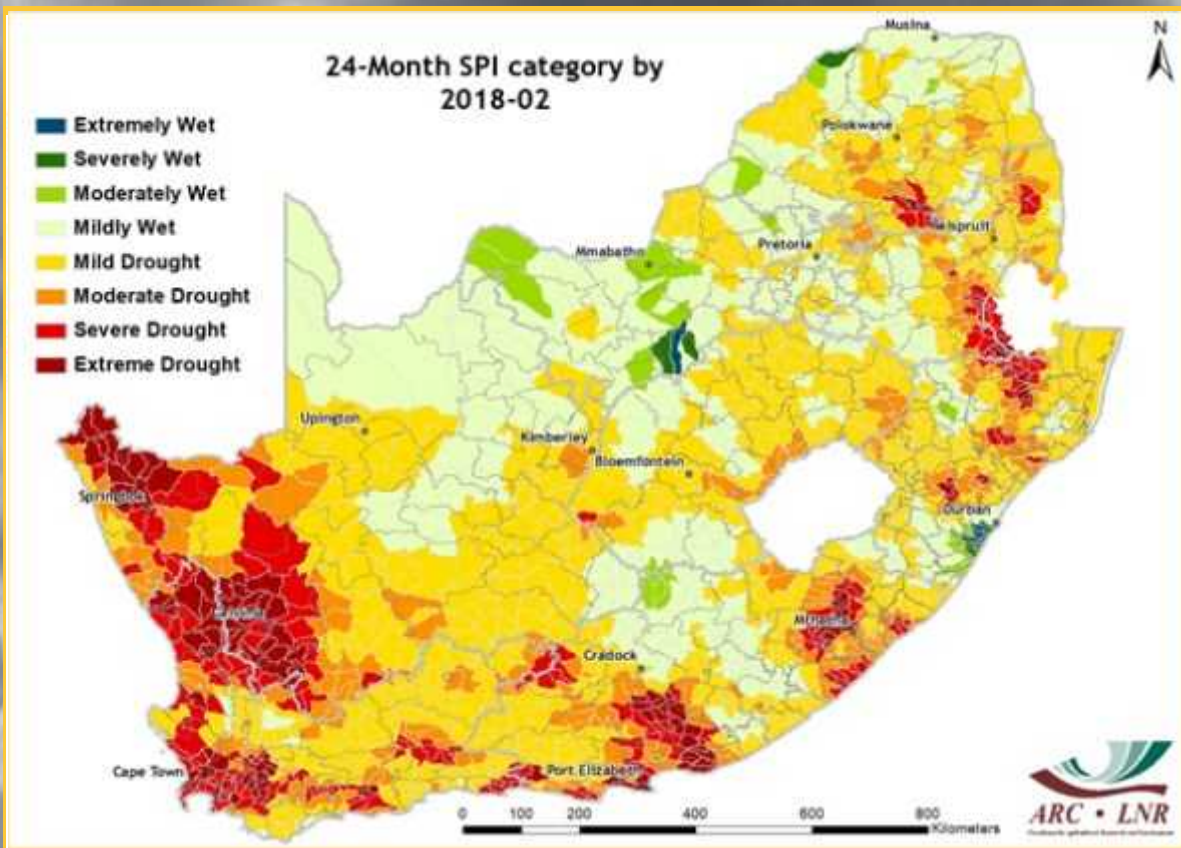 Musina
N
24-Month SPI category by
2018-02
Extremely Wet
Severely Wet
Moderately Wet
Mildly Wet
Mild Drought
Moderate Drought
Severe Drought
Extreme Drought
Polokwane
Nelspruit
Mmabatho
Pretoria
Upington
Kimberley
Bloemfontein
Springbok
Durban
Mthatha
Cradock
Cape Town
Port Elizabeth
0 100 200 400 600 800
Kilometers
ARC • LNR